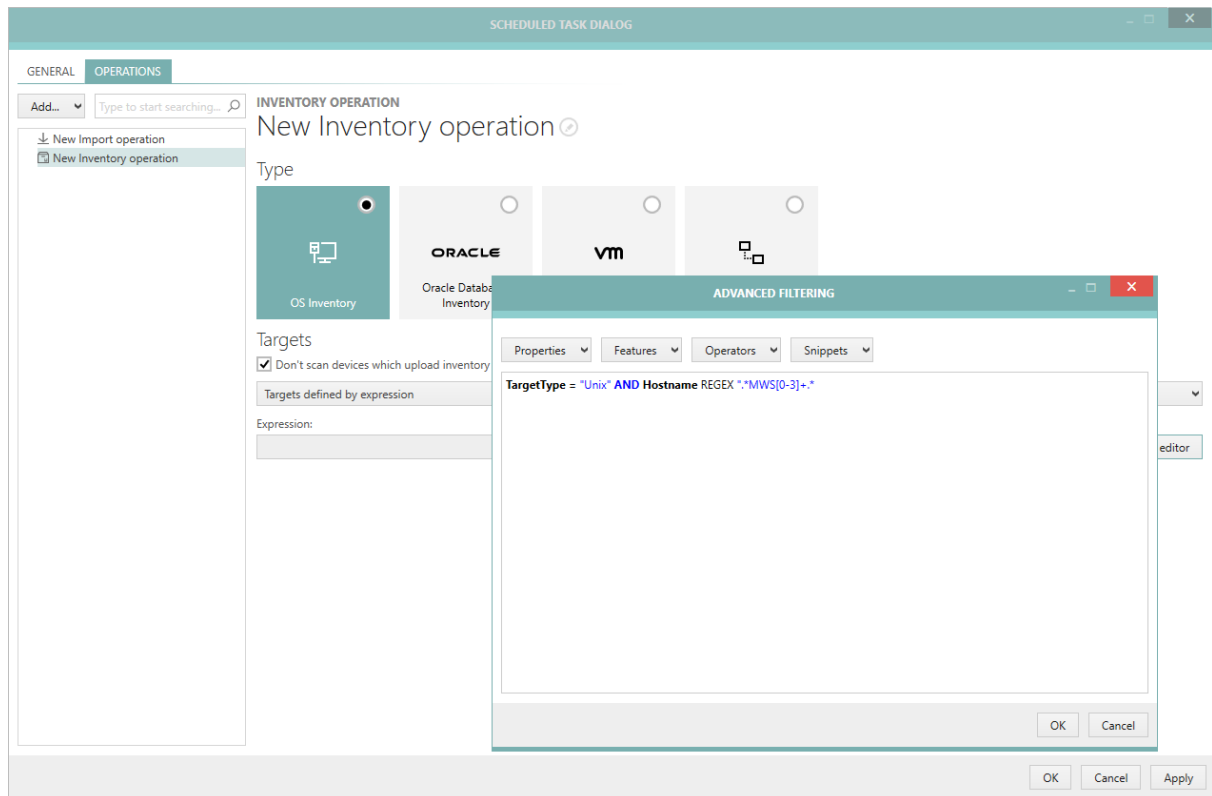 SCHEDULED TASK DIALOG
GENERAL OPERATIONS
Add... Type to start searching...
New Import operation
New Inventory operation
INVENTORY OPERATION
New Inventory operation
Type
OS Inventory
ORACLE
Oracle Databa
Inventory
vm
Targets
Don't scan devices which upload inventory
Targets defined by expression
Expression:
editor
ADVANCED FILTERING
Properties Features Operators Snippets
TargetType = "Unix" AND Hostname REGEX ".*MWS[0-3]+.*
OK Cancel
OK Cancel Apply